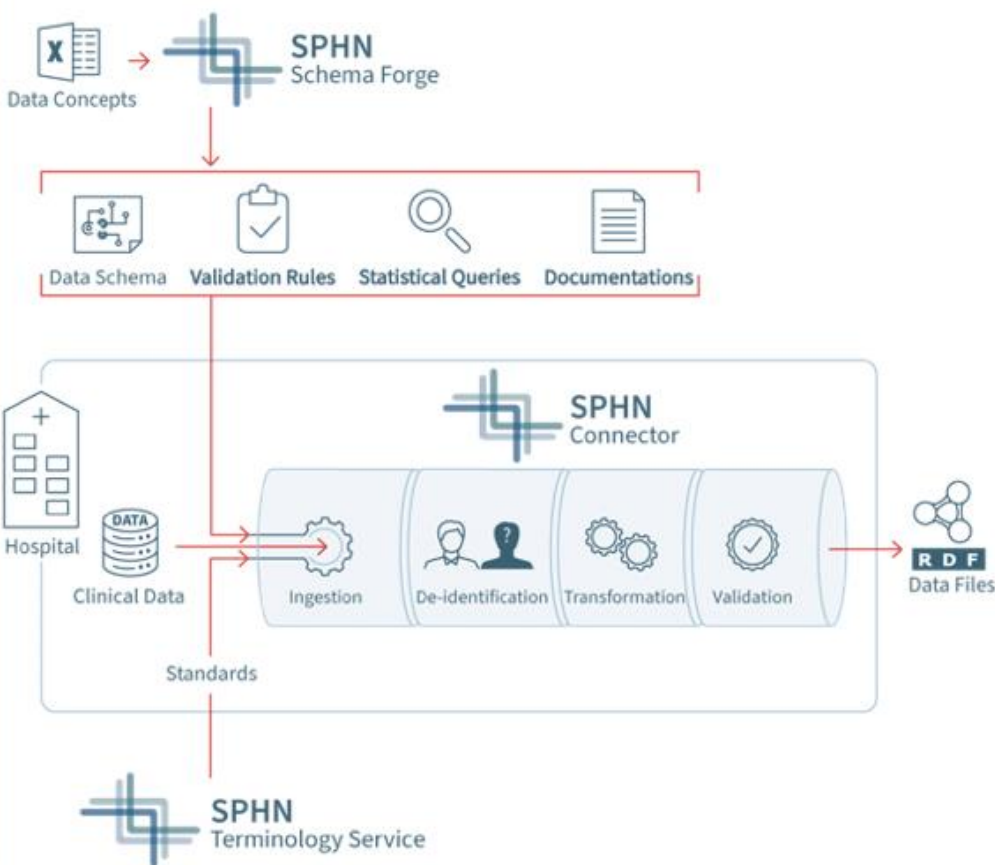 X
Data Concepts
SPHN
Schema Forge
Data Schema
Validation Rules
Statistical Queries
Documentations
SPHN
Connector
Hospital
DATA
Clinical Data
Ingestion
?
De-identification
Transformation
Validation
RDF
Data Files
Standards
SPHN
Terminology Service